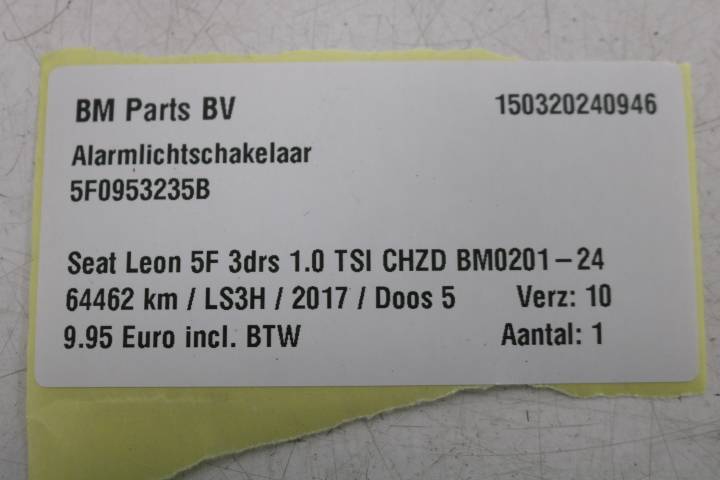 BM Parts BV 150320240946
Alarmlichtschakelaar
5F0953235B
Seat Leon 5F 3drs 1.0 TSI CHZD BM0201-24
64462 km / LS3H / 2017 / Doos 5 Verz: 10
9.95 Euro incl. BTW Aantal: 1